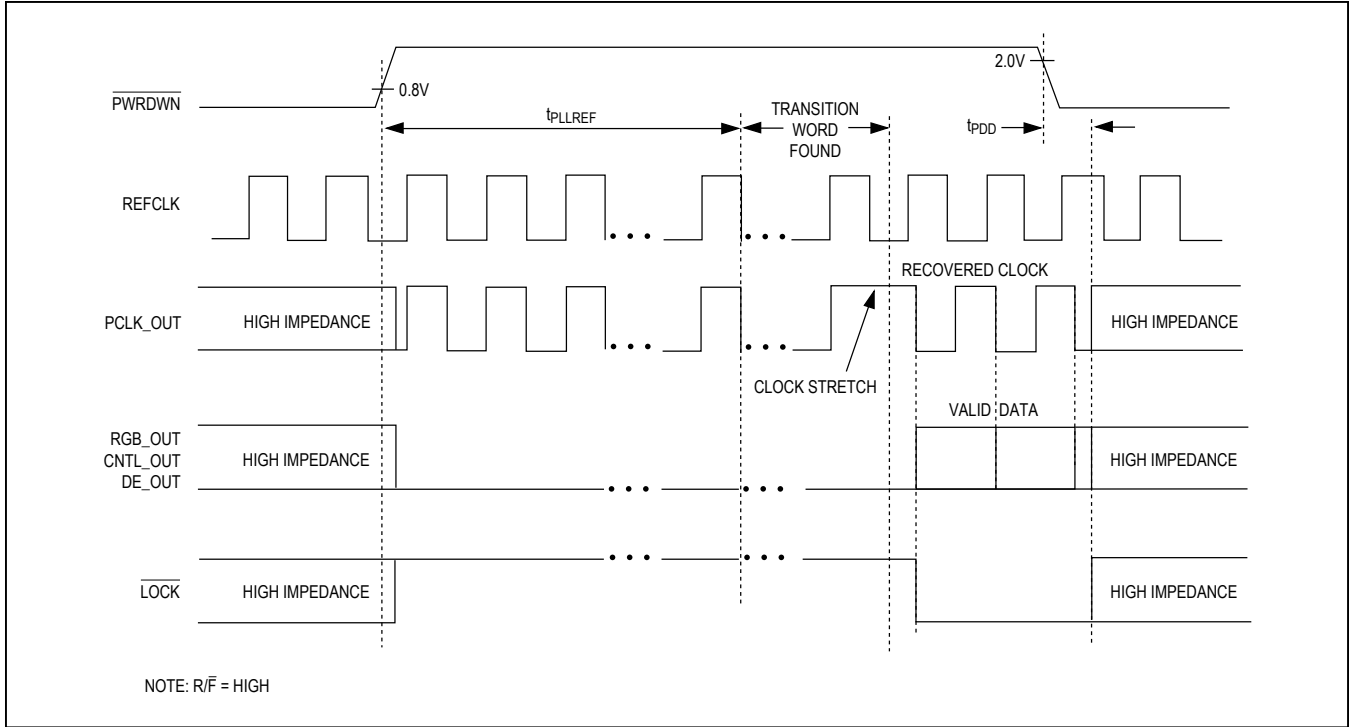 PWRDWN
0.8V
2.0V
tPLLREF
TRANSITION
WORD
FOUND
tPDD
REFCLK
RECOVERED CLOCK
PCLK_OUT
HIGH IMPEDANCE
HIGH IMPEDANCE
CLOCK STRETCH
VALID DATA
RGB_OUT
CNTL_OUT
DE_OUT
HIGH IMPEDANCE
HIGH IMPEDANCE
LOCK
HIGH IMPEDANCE
HIGH IMPEDANCE
NOTE: R/F̅ = HIGH